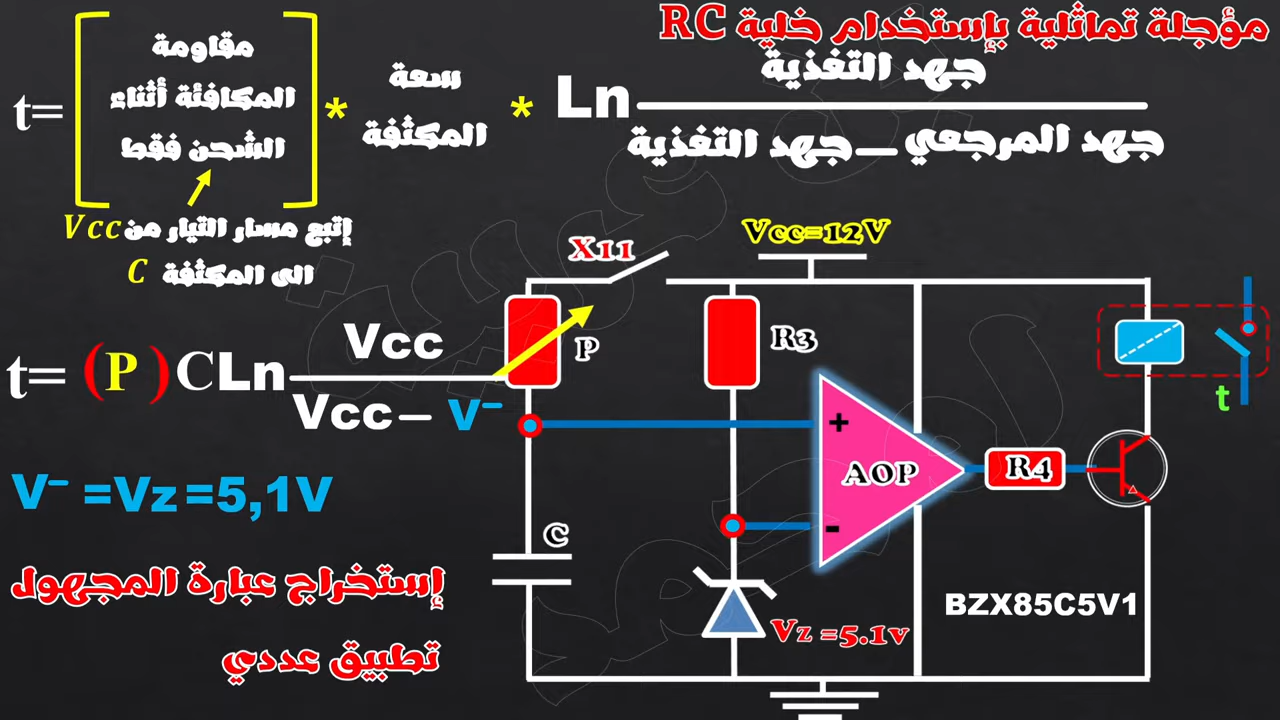 مؤجلة تماثلية بإستخدام خلية RC
t= [مقاومة المكافئة أثناء الشحن فقط] * سعة المكثفة * Ln جهد التغذية / جهد التغذية – جهد المرجعي
إتبع مسار التيار من Vcc
الى المكثفة C
t= (P) CLn Vcc / Vcc – V⁻
V⁻ =Vz =5,1V
إستخراج عبارة المجهول
تطبيق عددي
X11
Vcc=12V
P
R3
+
AOP
-
R4
t
C
Vz =5.1v
BZX85C5V1